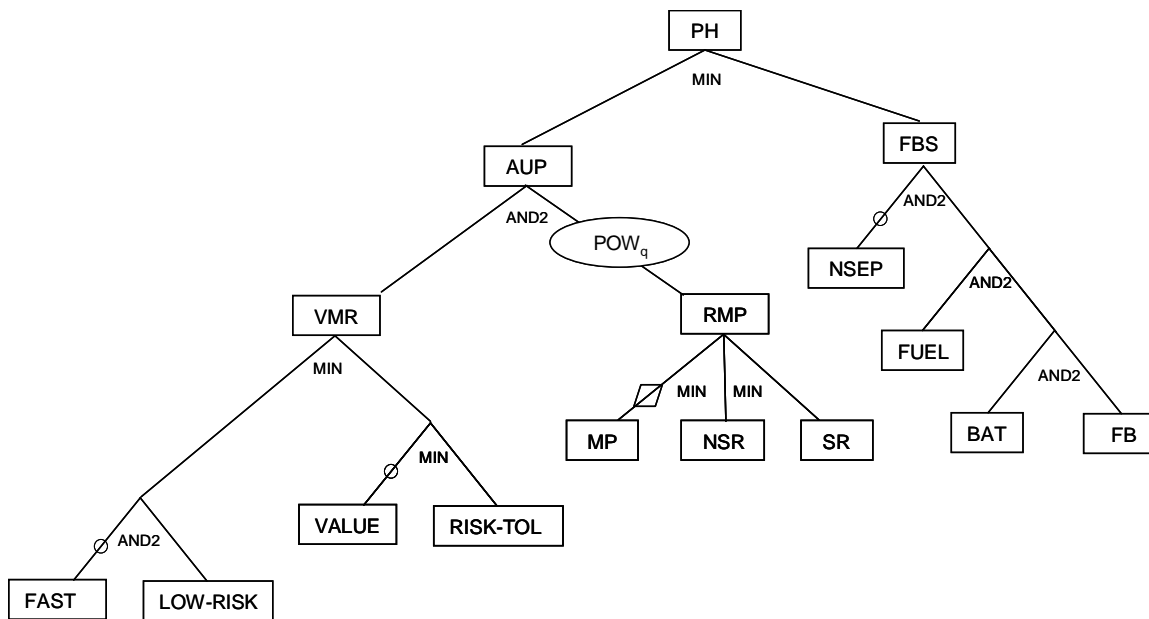 PH
MIN
FBS
AUP
AND2
AND2
POWq
NSEP
AND2
VMR
RMP
FUEL
MIN
MIN
MIN
AND2
MP
NSR
SR
BAT
FB
MIN
VALUE
RISK-TOL
AND2
FAST
LOW-RISK